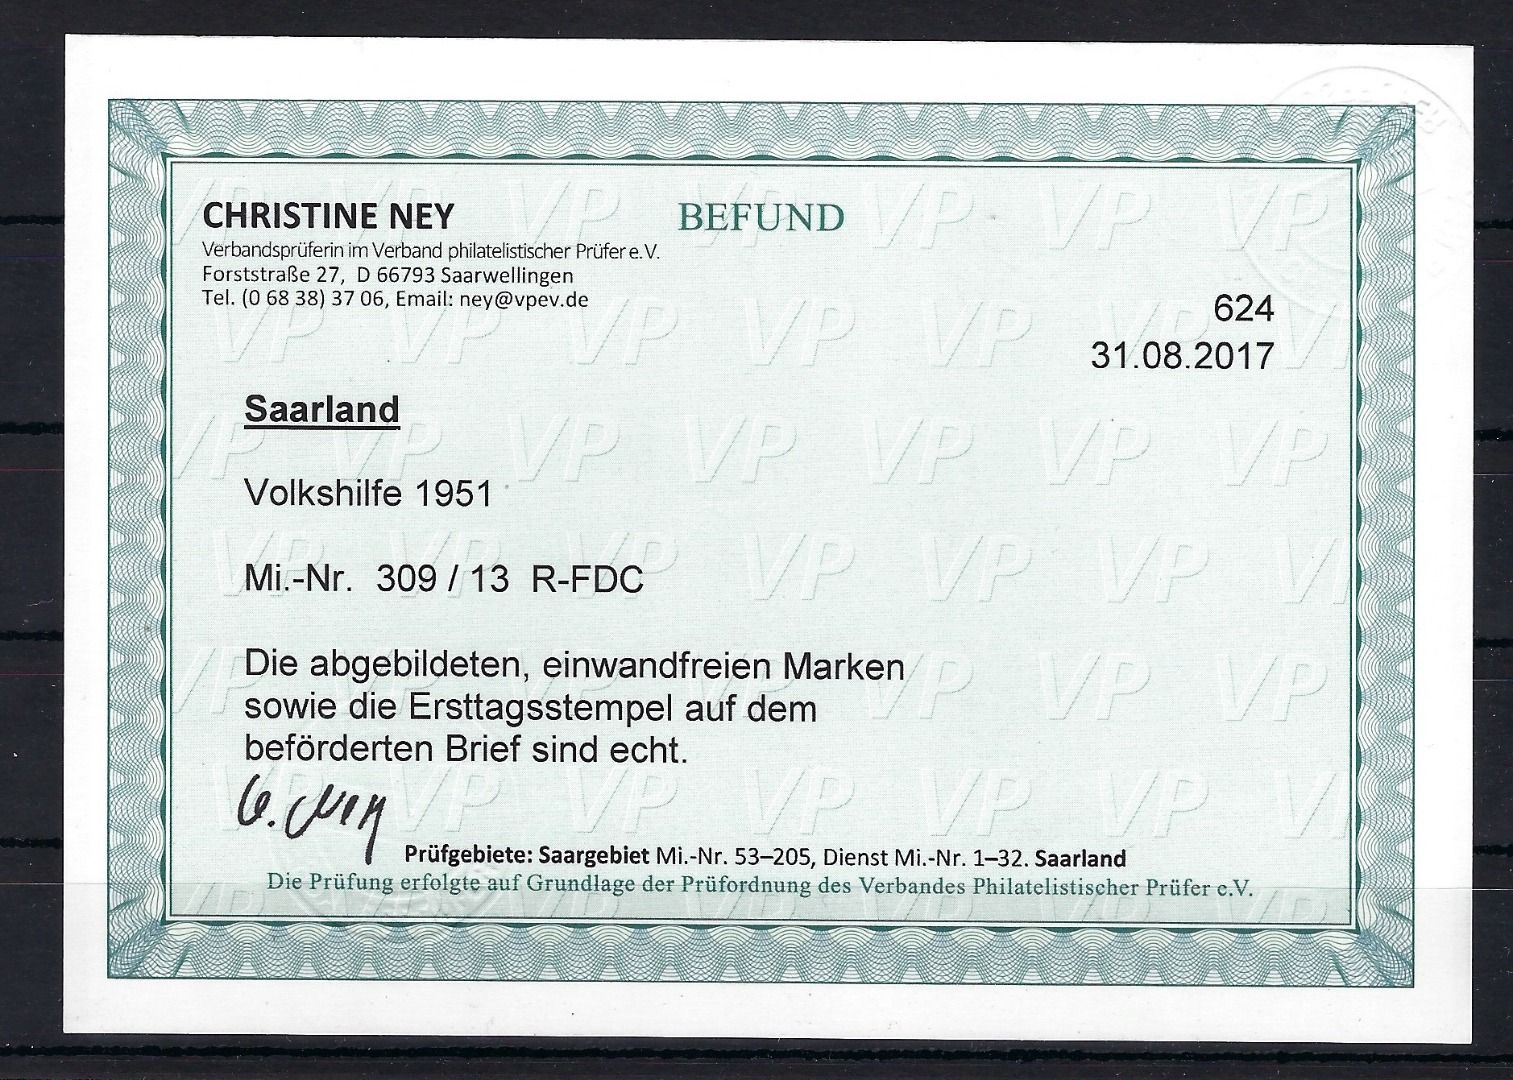 CHRISTINE NEY
BEFUND
Verbandsprüferin im Verband philatelistischer Prüfer e. V.
Forststraße 27, D 66793 Saarwellingen
Tel. (0 68 38) 37 06, Email: ney@vpev.de
624
31.08.2017
Saarland
Volkshilfe 1951
Mi.-Nr. 309 / 13 R-FDC
Die abgebildeten, einwandfreien Marken
sowie die Ersttagsstempel auf dem
beförderten Brief sind echt.
C. Ney
Prüfgebiete: Saargebiet Mi.-Nr. 53–205, Dienst Mi.-Nr. 1–32. Saarland
Die Prüfung erfolgte auf Grundlage der Prüfordnung des Verbandes Philatelistischer Prüfer e.V.